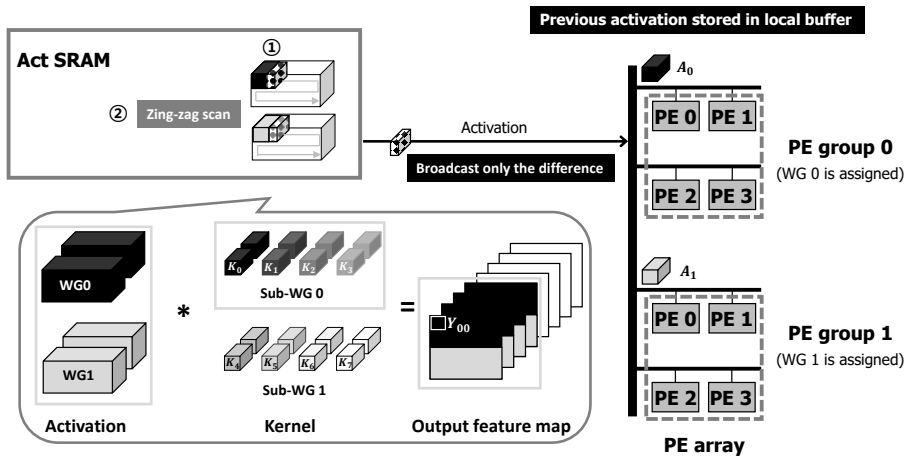 Previous activation stored in local buffer
Act SRAM
①
②
Zing-zag scan
Activation
Broadcast only the difference
A0
PE 0
PE 1
PE 2
PE 3
PE group 0
(WG 0 is assigned)
A1
PE 0
PE 1
PE 2
PE 3
PE group 1
(WG 1 is assigned)
PE array
WG0
WG1
Activation
*
K0
K1
K2
K3
Sub-WG 0
K4
K5
K6
K7
Sub-WG 1
Kernel
=
Y00
Output feature map